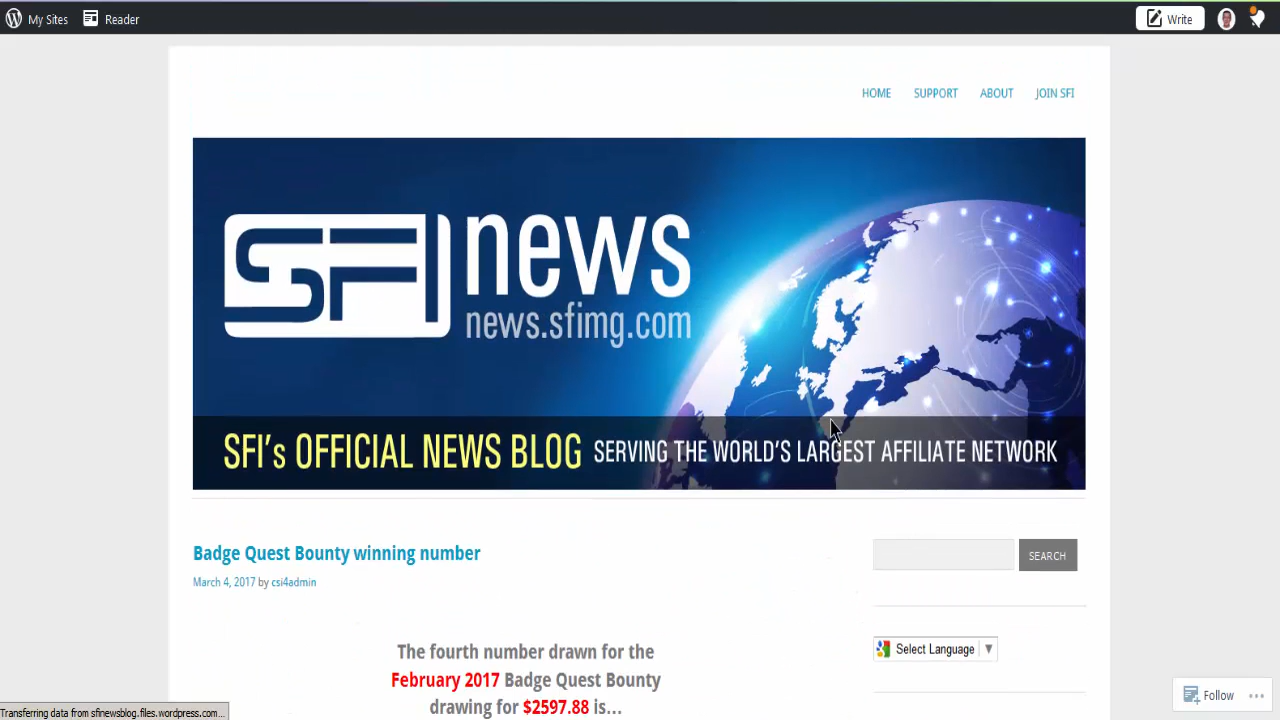 My Sites Reader Write
HOME SUPPORT ABOUT JOIN SFI
SFI news
news.sfimg.com
SFI's OFFICIAL NEWS BLOG SERVING THE WORLD'S LARGEST AFFILIATE NETWORK
Badge Quest Bounty winning number
SEARCH
March 4, 2017 by csi4admin
The fourth number drawn for the
Select Language ▼
February 2017 Badge Quest Bounty
drawing for $2597.88 is...
Follow
Transferring data from sfinewsblog.files.wordpress.com...